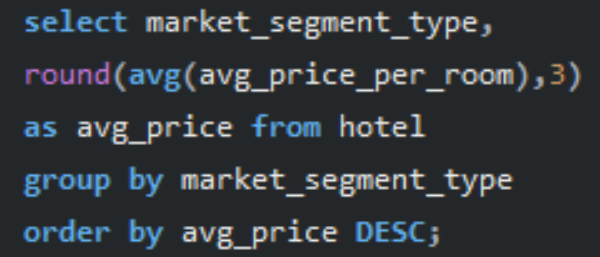 select market_segment_type,
round(avg(avg_price_per_room),3)
as avg_price from hotel
group by market_segment_type
order by avg_price DESC;